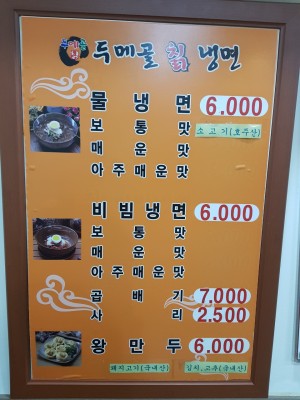 두메골 칡 냉면
물냉면 6.000
보통맛 소고기(호주산)
매운맛
아주매운맛
비빔냉면 6.000
보통맛
매운맛
아주매운맛
곱배기 7.000
사리 2.500
왕만두 6.000
돼지고기(국내산) 김치.고추(국내산)